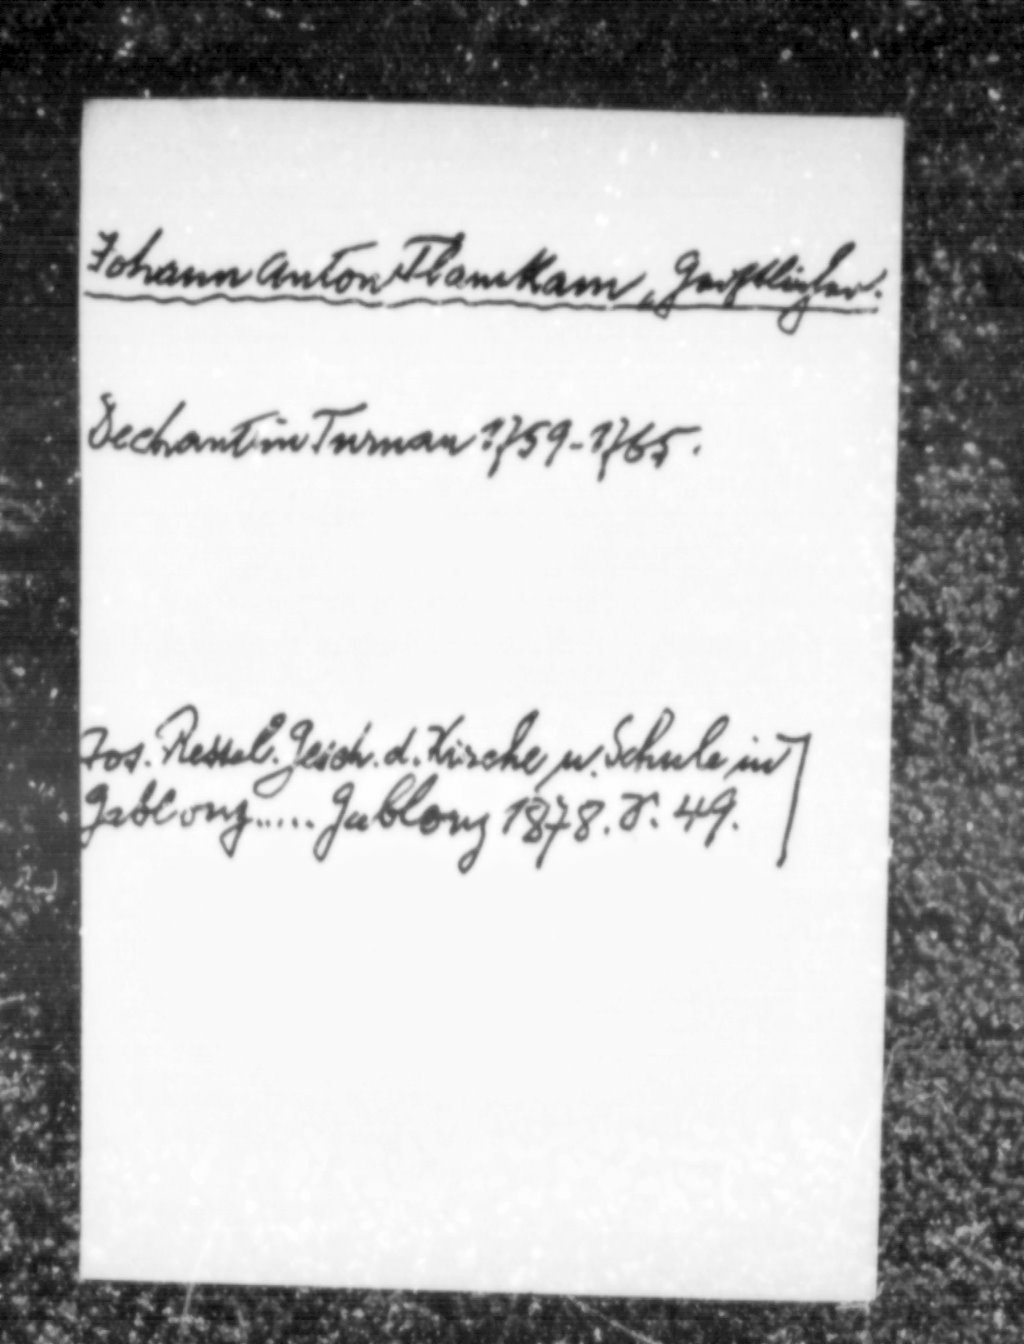 Johann Anton Flamkam, Geistlicher.
Dechant in Turnau 1759-1765.
Jos. Ressel. Gesch. d. Kirche u. Schule in
Gablonz..... Gablonz 1878. S. 49.